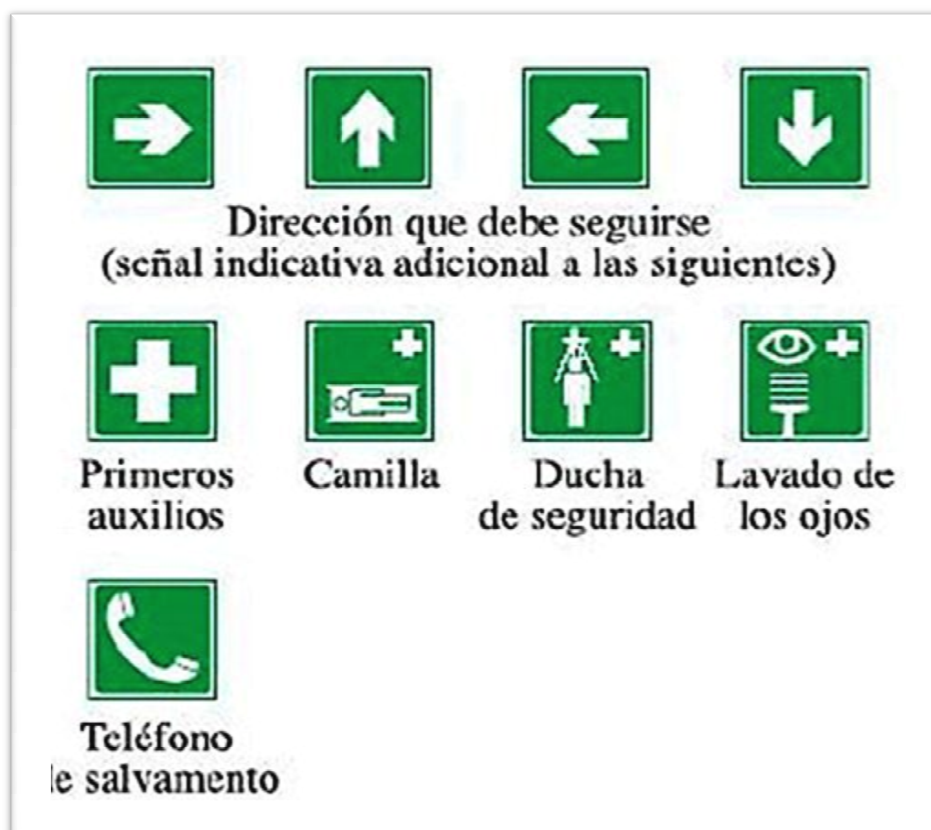 Dirección que debe seguirse
(señal indicativa adicional a las siguientes)
Primeros
auxilios
Camilla
Ducha
de seguridad
Lavado de
los ojos
Teléfono
e salvamento